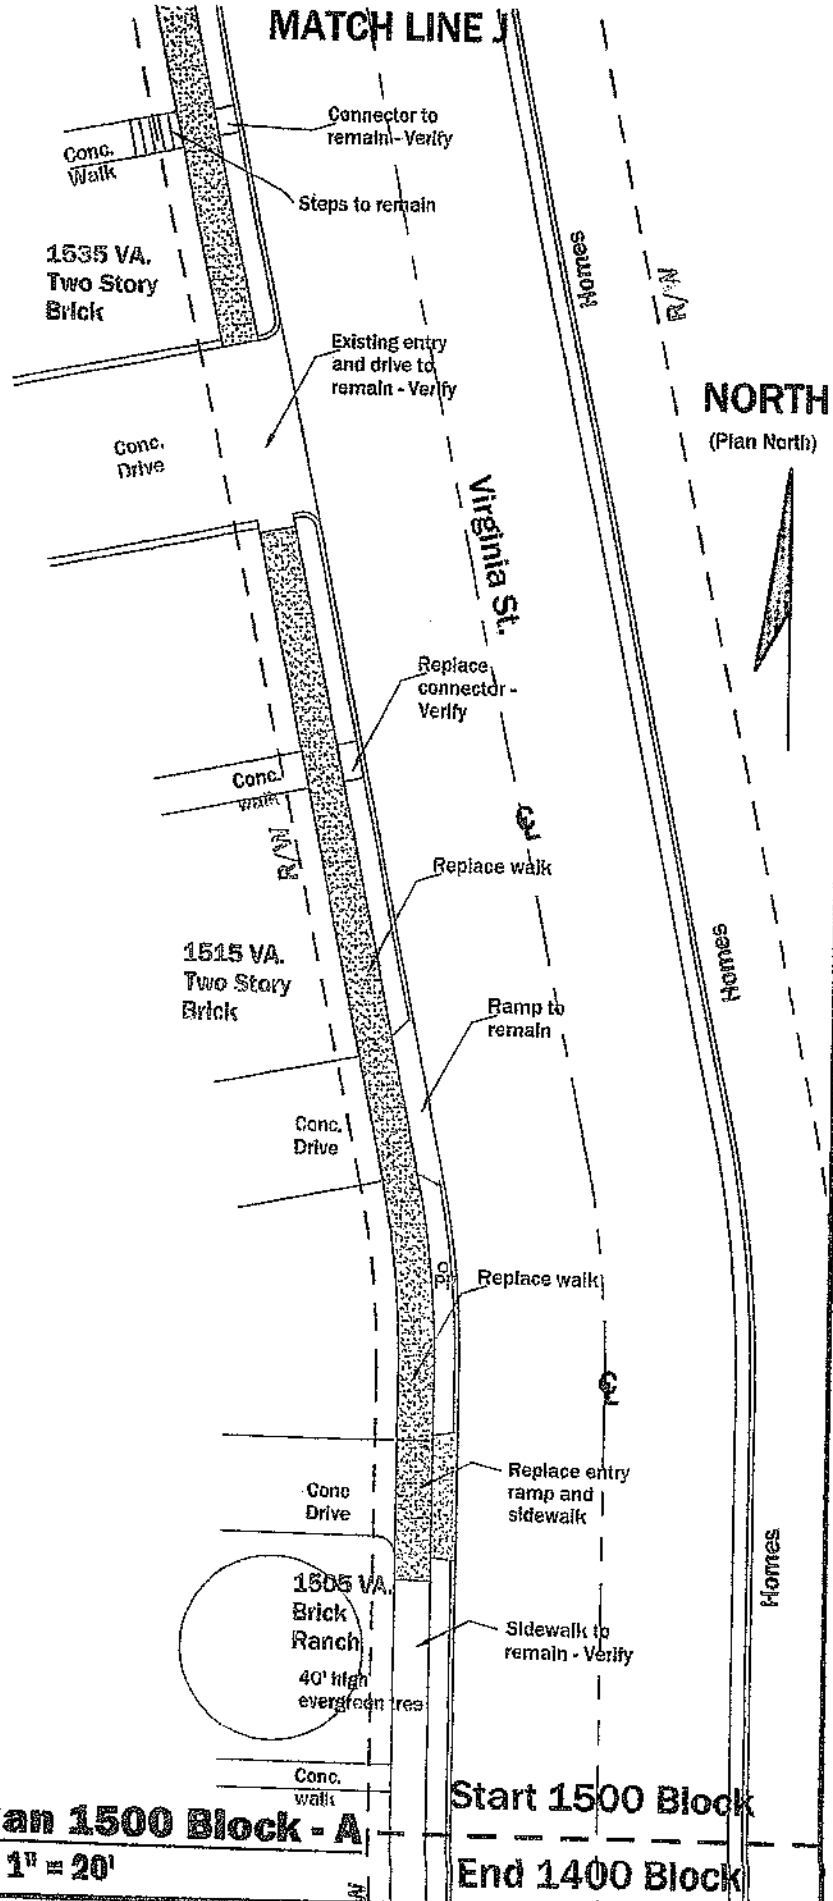 MATCH LINE J
Connector to
remain - Verify
Conc.
Walk
Steps to remain
1535 VA.
Two Story
Brick
Homes
R/W
Existing entry
and drive to
remain - Verify
NORTH
(Plan North)
Conc.
Drive
Virginia St.
Replace
connector -
Verify
Conc.
walk
℄
R/W
Replace walk
1515 VA.
Two Story
Brick
Homes
Ramp to
remain
Conc.
Drive
O
Replace walk
℄
Replace entry
ramp and
sidewalk
Conc
Drive
Homes
1505 VA.
Brick
Ranch
40' high
evergreen tree
Sidewalk to
remain - Verify
Conc.
walk
Start 1500 Block
an 1500 Block - A
1" = 20'
End 1400 Block
W